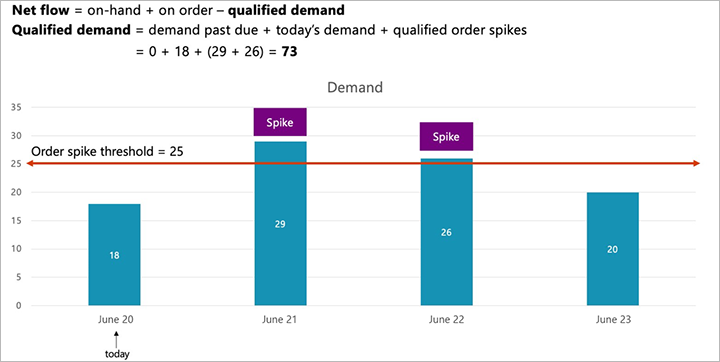 Net flow = on-hand + on order – qualified demand
Qualified demand = demand past due + today’s demand + qualified order spikes
= 0 + 18 + (29 + 26) = 73
Demand
35
30
25
20
15
10
5
0
Order spike threshold = 25
Spike
Spike
18
29
26
20
June 20
June 21
June 22
June 23
today